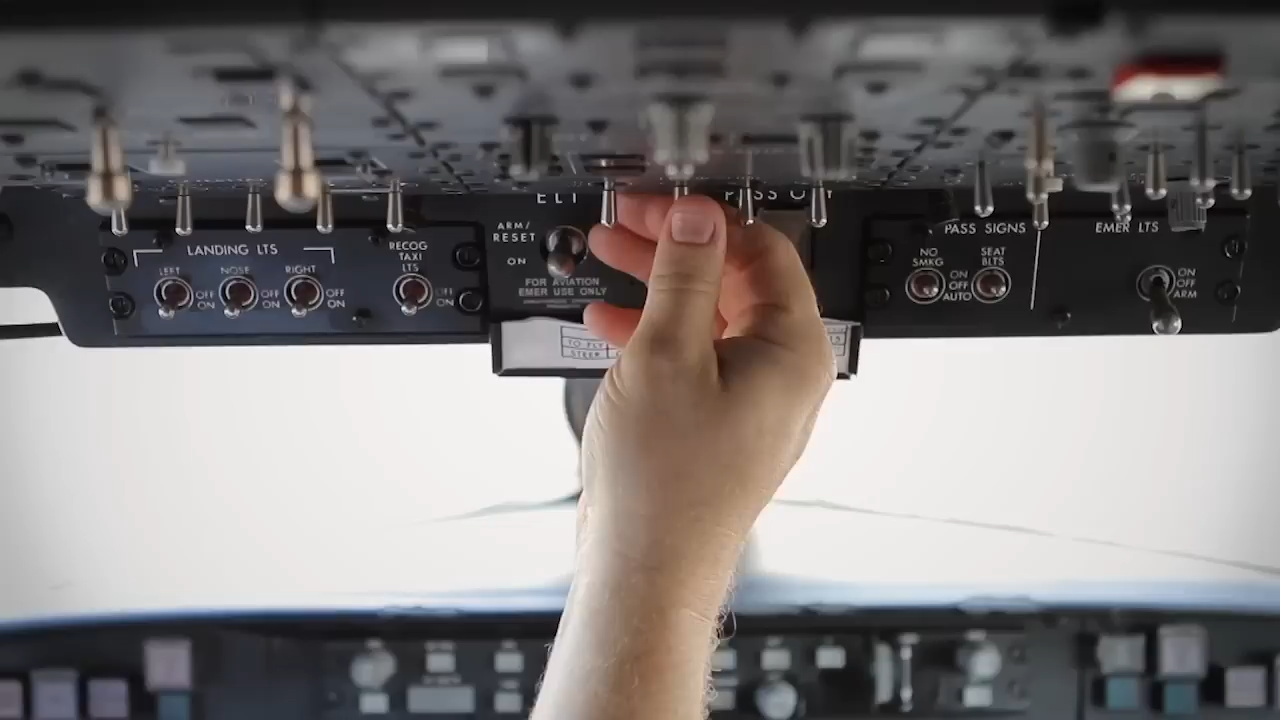 ELT
ARM/
RESET
ON
FOR AVIATION
EMER USE ONLY
LANDING LTS
LEFT
NOSE
RIGHT
OFF
ON
OFF
ON
OFF
ON
RECOG
TAXI
LTS
OFF
ON
TO FLY
STEER
PASS SIGNS
NO
SMKG
ON
OFF
AUTO
SEAT
BLTS
EMER LTS
ON
OFF
ARM